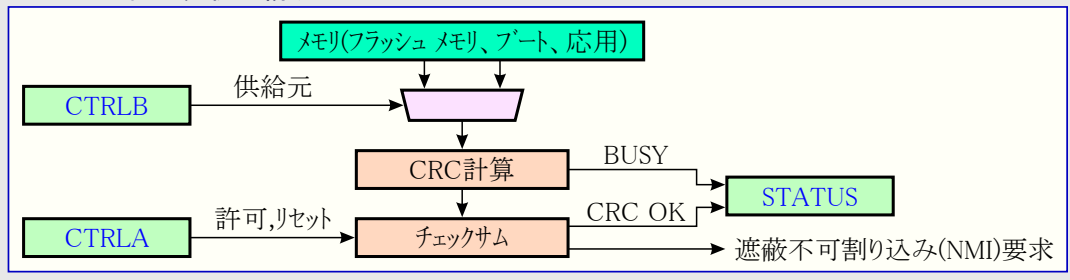 メモリ(フラッシュ メモリ、ブート、応用)
CTRLB
供給元
CRC計算
BUSY
STATUS
CTRLA
許可,リセット
チェックサム
CRC OK
遮蔽不可割り込み(NMI)要求